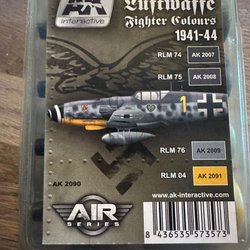 AK
interactive
Luftwaffe
Fighter Colours
1941-44
RLM 74 AK 2007
RLM 75 AK 2008
1
RLM 76 AK 2009
RLM 04 AK 2091
AK 2090
AIR
SERIES
www.ak-interactive.com
8 436535 573573